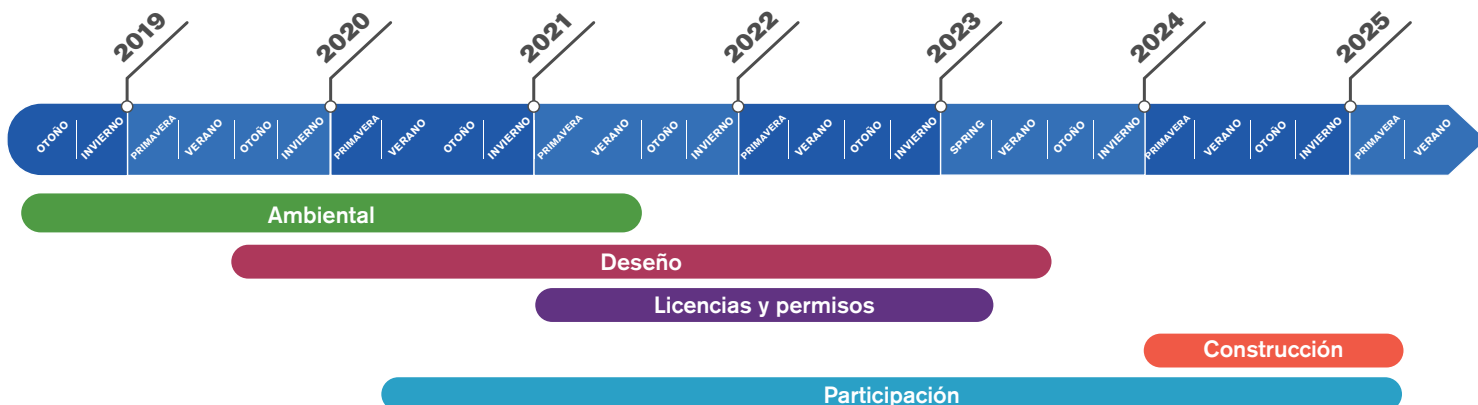 2019 2020 2021 2022 2023 2024 2025
OTOÑO INVIERNO PRIMAVERA VERANO OTOÑO INVIERNO PRIMAVERA VERANO OTOÑO INVIERNO PRIMAVERA VERANO OTOÑO INVIERNO PRIMAVERA VERANO OTOÑO INVIERNO SPRING VERANO OTOÑO INVIERNO PRIMAVERA VERANO OTOÑO INVIERNO PRIMAVERA VERANO
Ambiental
Deseño
Licencias y permisos
Construcción
Participación